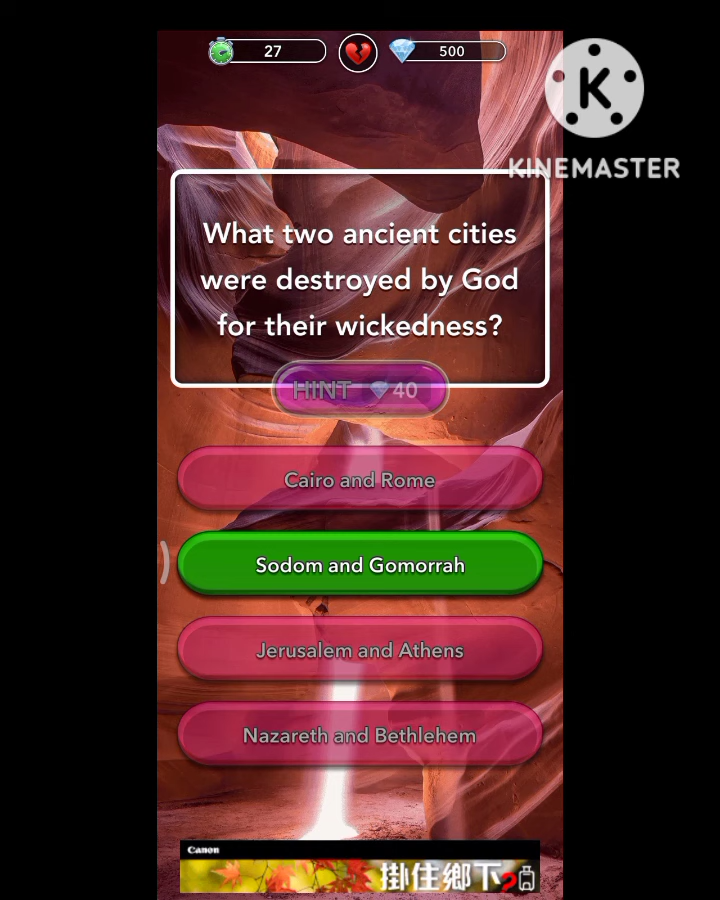 27
500
K
KINEMASTER
What two ancient cities
were destroyed by God
for their wickedness?
HINT 40
Cairo and Rome
Sodom and Gomorrah
Jerusalem and Athens
Nazareth and Bethlehem
Canon
掛住鄉下